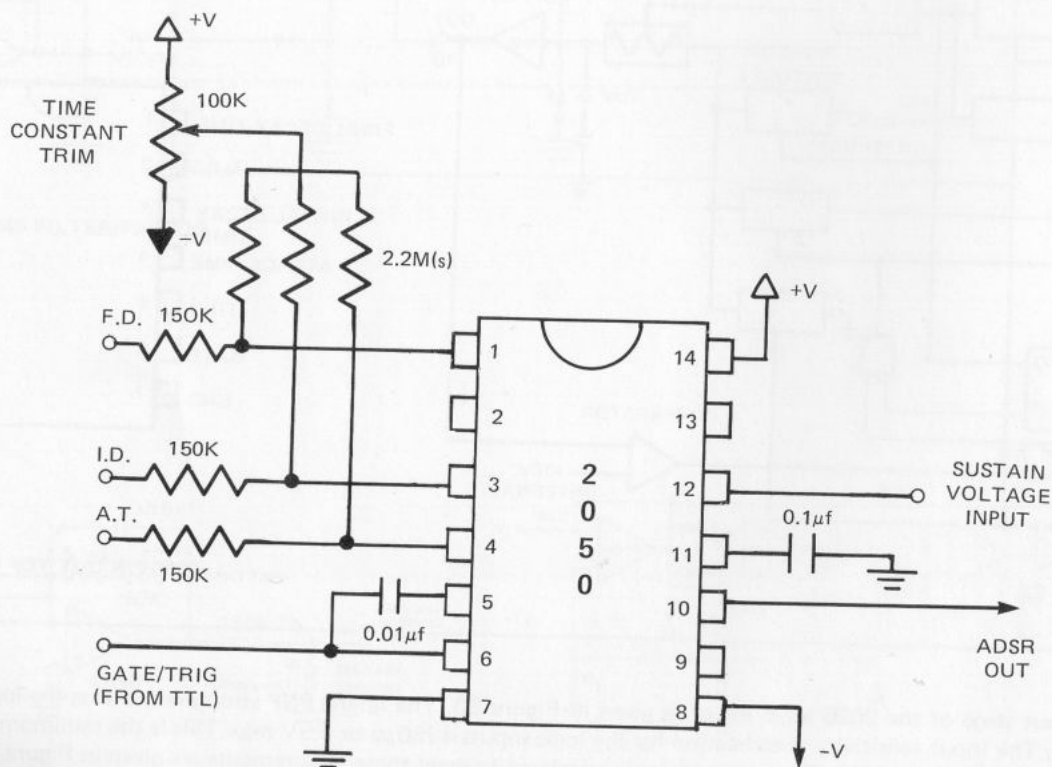 +V
100K
TIME
CONSTANT
TRIM
-V
2.2M(s)
F.D.
150K
I.D.
150K
A.T.
150K
0.01µf
GATE/TRIG
(FROM TTL)
1
2
3
4
5
6
7
2
0
5
0
14
13
12
11
10
9
8
+V
SUSTAIN
VOLTAGE
INPUT
0.1µf
ADSR
OUT
-V